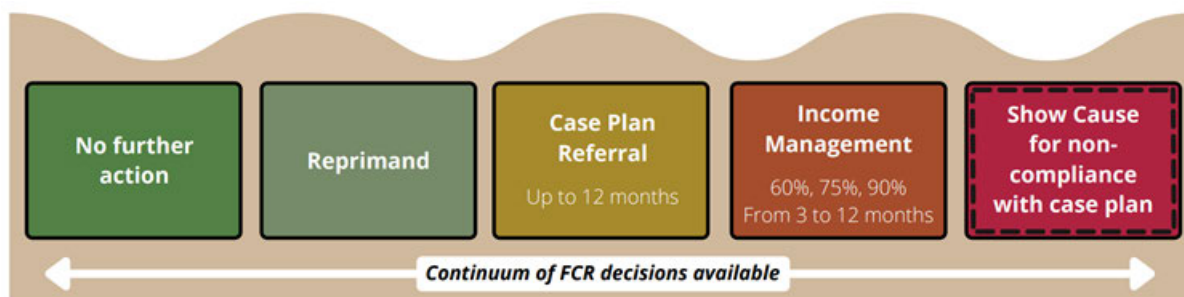 No further
action
Reprimand
Case Plan
Referral
Up to 12 months
Income
Management
60%, 75%, 90%
From 3 to 12 months
Show Cause
for non-
compliance
with case plan
Continuum of FCR decisions available